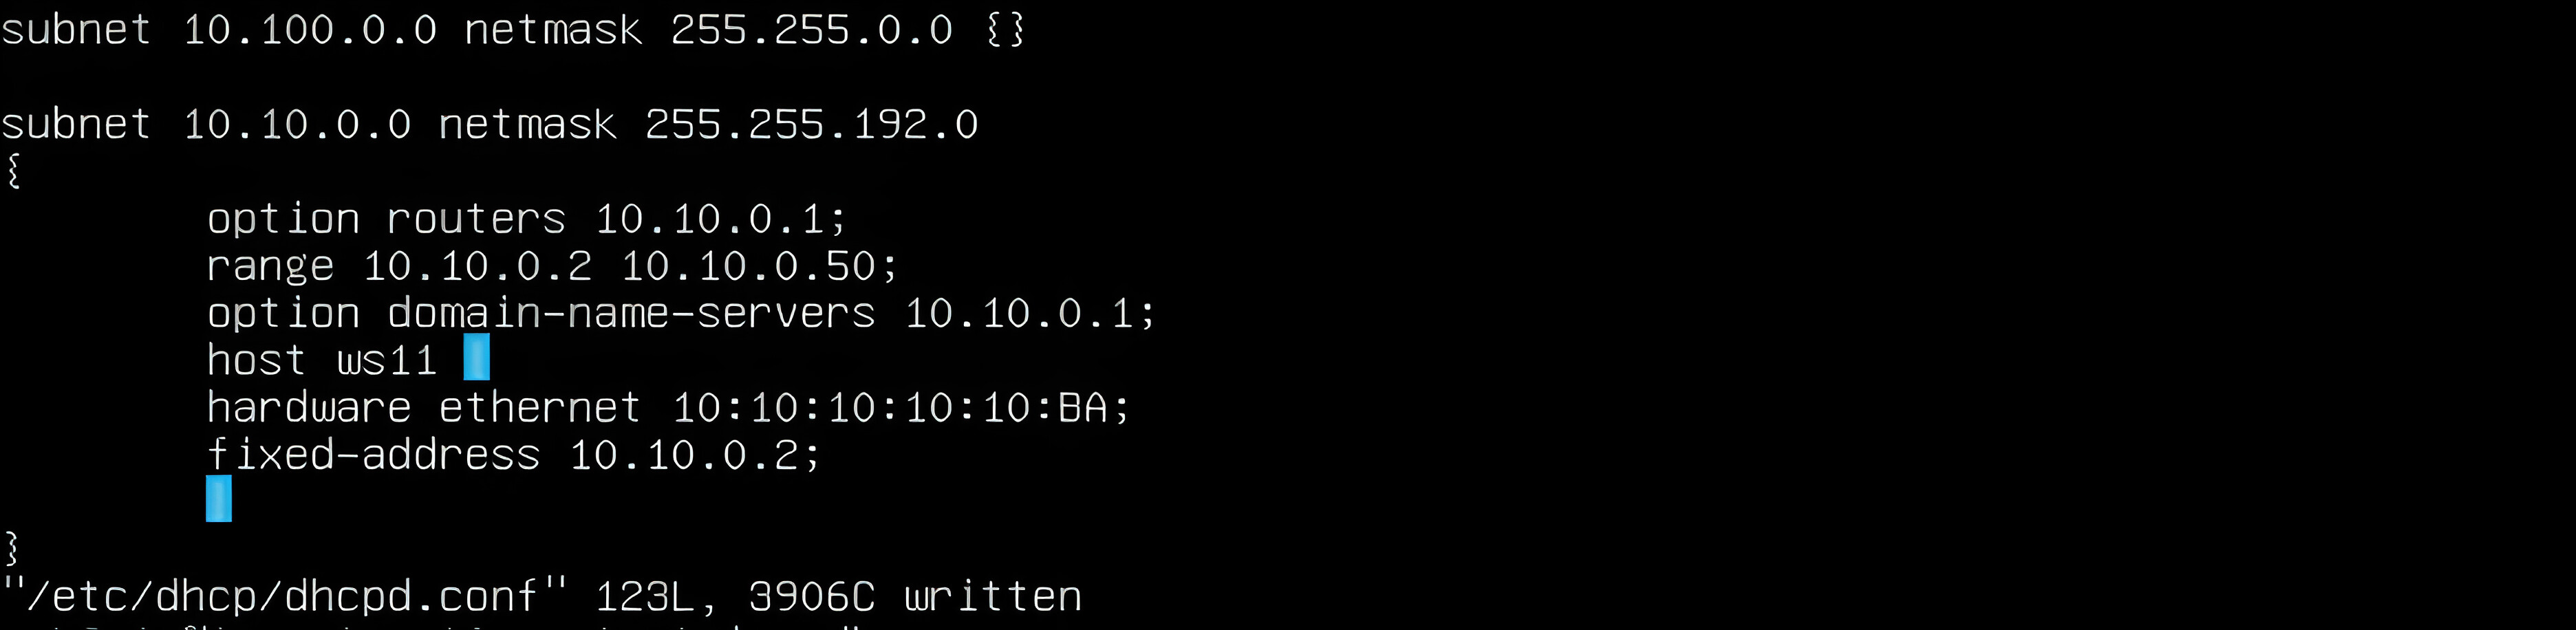 subnet 10.100.0.0 netmask 255.255.0.0 {}
subnet 10.10.0.0 netmask 255.255.192.0
{
option routers 10.10.0.1;
range 10.10.0.2 10.10.0.50;
option domain-name-servers 10.10.0.1;
host ws11
hardware ethernet 10:10:10:10:10:BA;
fixed-address 10.10.0.2;
}
"/etc/dhcp/dhcpd.conf" 123L, 3906C written